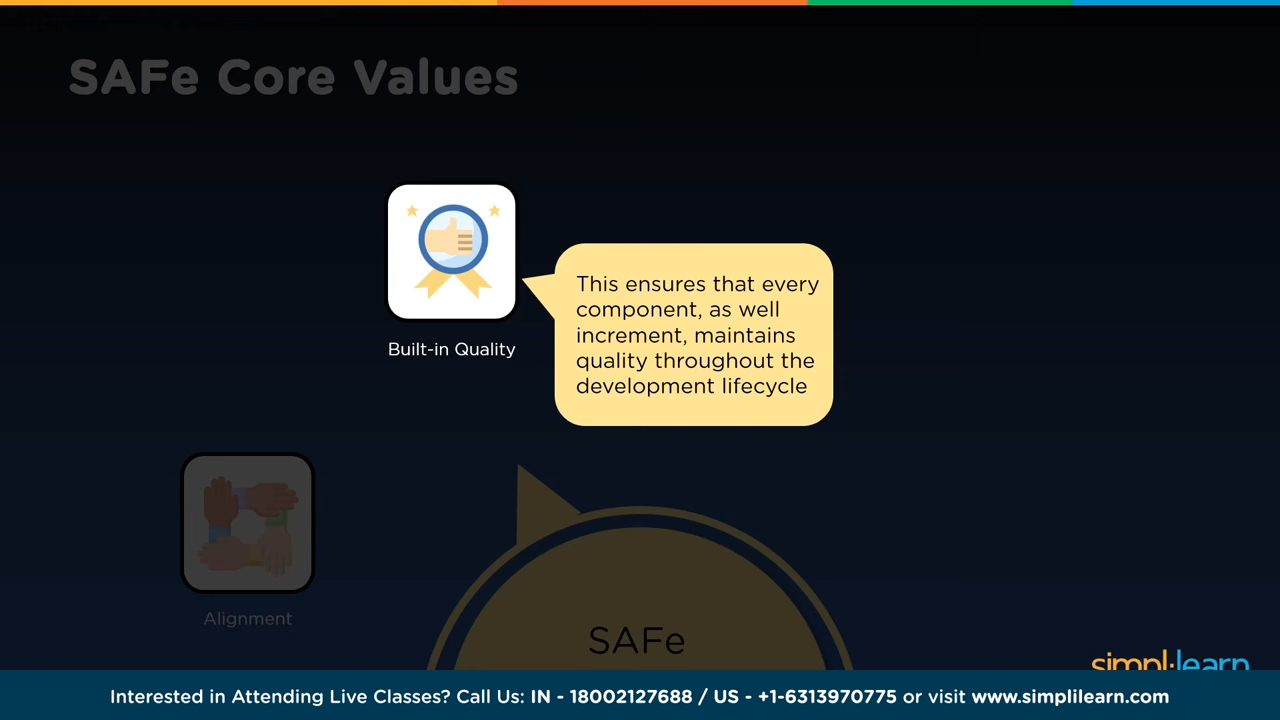 SAFe Core Values
This ensures that every
component, as well
increment, maintains
quality throughout the
development lifecycle
Built-in Quality
Alignment
SAFe
simplilearn
Interested in Attending Live Classes? Call Us: IN - 18002127688 / US - +1-6313970775 or visit www.simplilearn.com